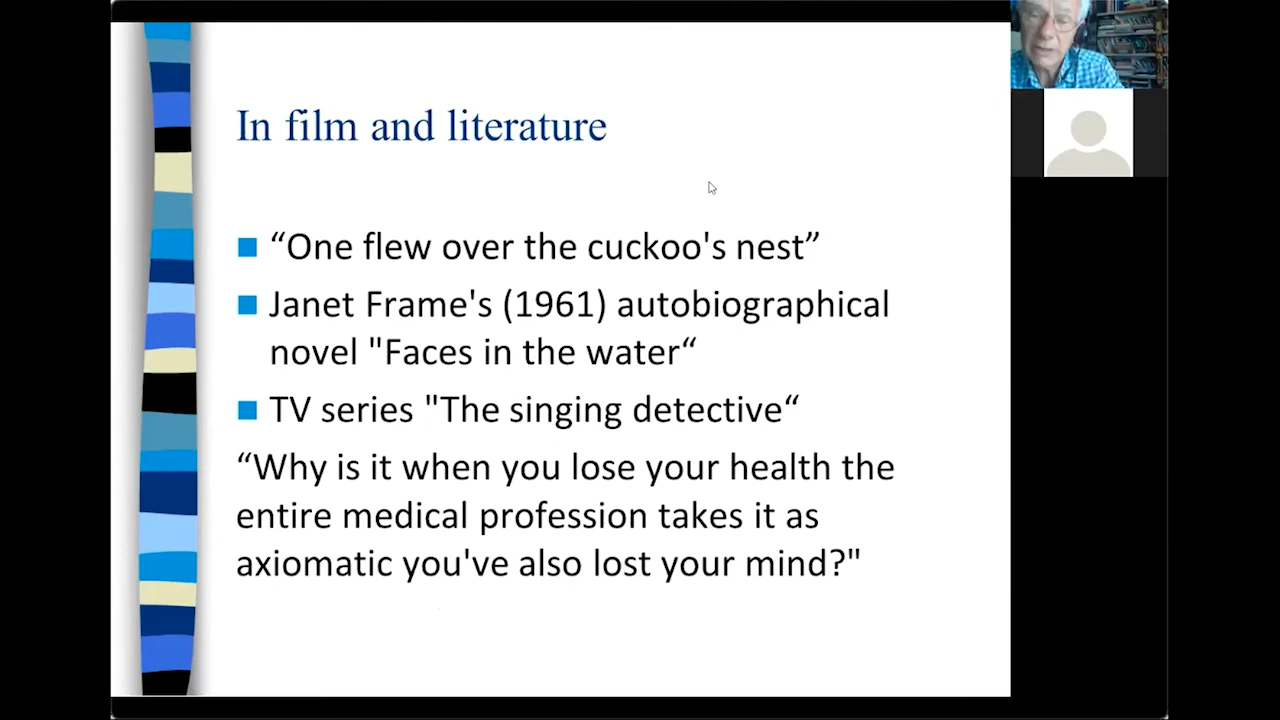 In film and literature
“One flew over the cuckoo's nest”
Janet Frame's (1961) autobiographical
novel "Faces in the water“
TV series "The singing detective“
“Why is it when you lose your health the
entire medical profession takes it as
axiomatic you've also lost your mind?"